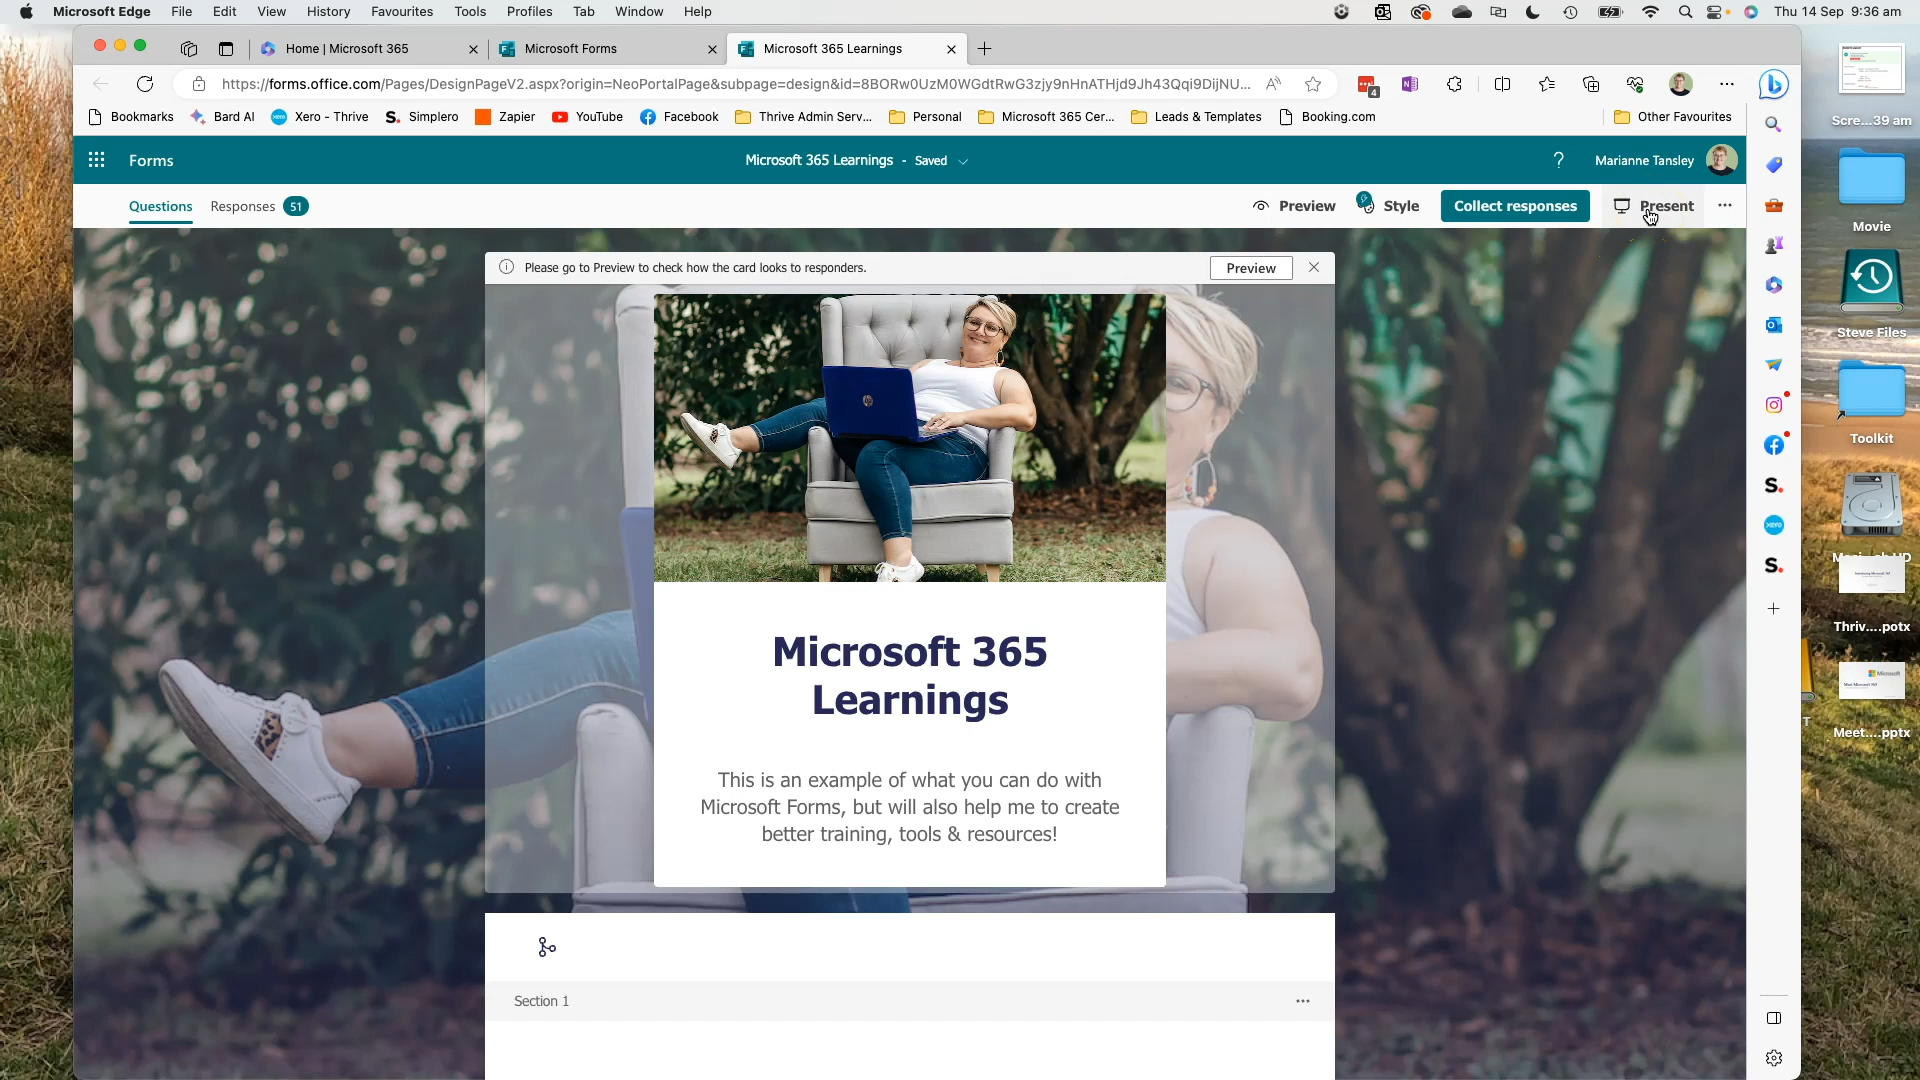 Microsoft Edge File Edit View History Favourites Tools Profiles Tab Window Help Thu 14 Sep 9:36 am
Home | Microsoft 365 Microsoft Forms Microsoft 365 Learnings
https://forms.office.com/Pages/DesignPageV2.aspx?origin=NeoPortalPage&subpage=design&id=8BORw0UzM0WGdtRwG3zjy9nHnATHjd9Jh43Qqi9DijNU... 4
Bookmarks Bard AI Xero - Thrive Simplero Zapier YouTube Facebook Thrive Admin Serv... Personal Microsoft 365 Cer... Leads & Templates Booking.com Other Favourites
Scre...39 am
Forms Microsoft 365 Learnings - Saved ? Marianne Tansley
Questions Responses 51 Preview Style Collect responses Present
Movie
Please go to Preview to check how the card looks to responders. Preview
Steve Files
Toolkit
Microsoft 365
Learnings
This is an example of what you can do with
Microsoft Forms, but will also help me to create
better training, tools & resources!
Thriv....potx
Meet....pptx
Section 1